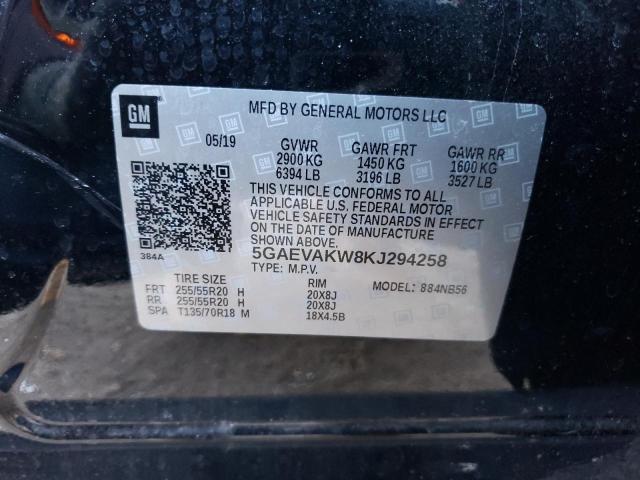 GM
MFD BY GENERAL MOTORS LLC
05/19 GVWR GAWR FRT GAWR RR
2900 KG 1450 KG 1600 KG
6394 LB 3196 LB 3527 LB
THIS VEHICLE CONFORMS TO ALL
APPLICABLE U.S. FEDERAL MOTOR
VEHICLE SAFETY STANDARDS IN EFFECT
ON THE DATE OF MANUFACTURE
SHOWN ABOVE.
384A
5GAEVAKW8KJ294258
TYPE: M.P.V. MODEL: 884NB56
TIRE SIZE RIM
FRT 255/55R20 H 20X8J
RR 255/55R20 H 20X8J
SPA T135/70R18 M 18X4.5B